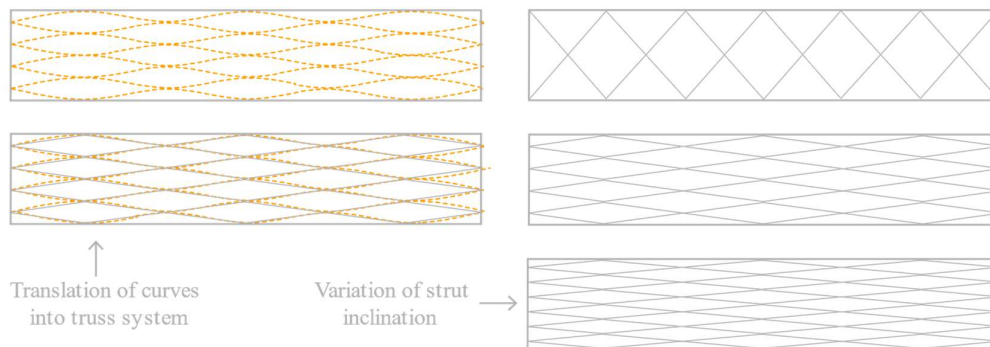 Translation of curves
into truss system
Variation of strut
inclination